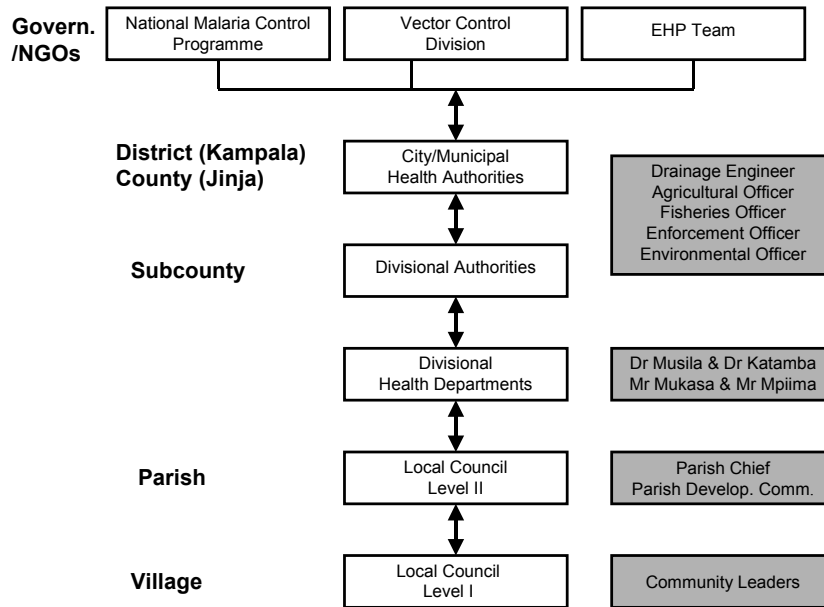 Govern.
/NGOs
National Malaria Control
Programme
Vector Control
Division
EHP Team
District (Kampala)
County (Jinja)
City/Municipal
Health Authorities
Drainage Engineer
Agricultural Officer
Fisheries Officer
Enforcement Officer
Environmental Officer
Subcounty
Divisional Authorities
Divisional
Health Departments
Dr Musila & Dr Katamba
Mr Mukasa & Mr Mpiima
Parish
Local Council
Level II
Parish Chief
Parish Develop. Comm.
Village
Local Council
Level I
Community Leaders